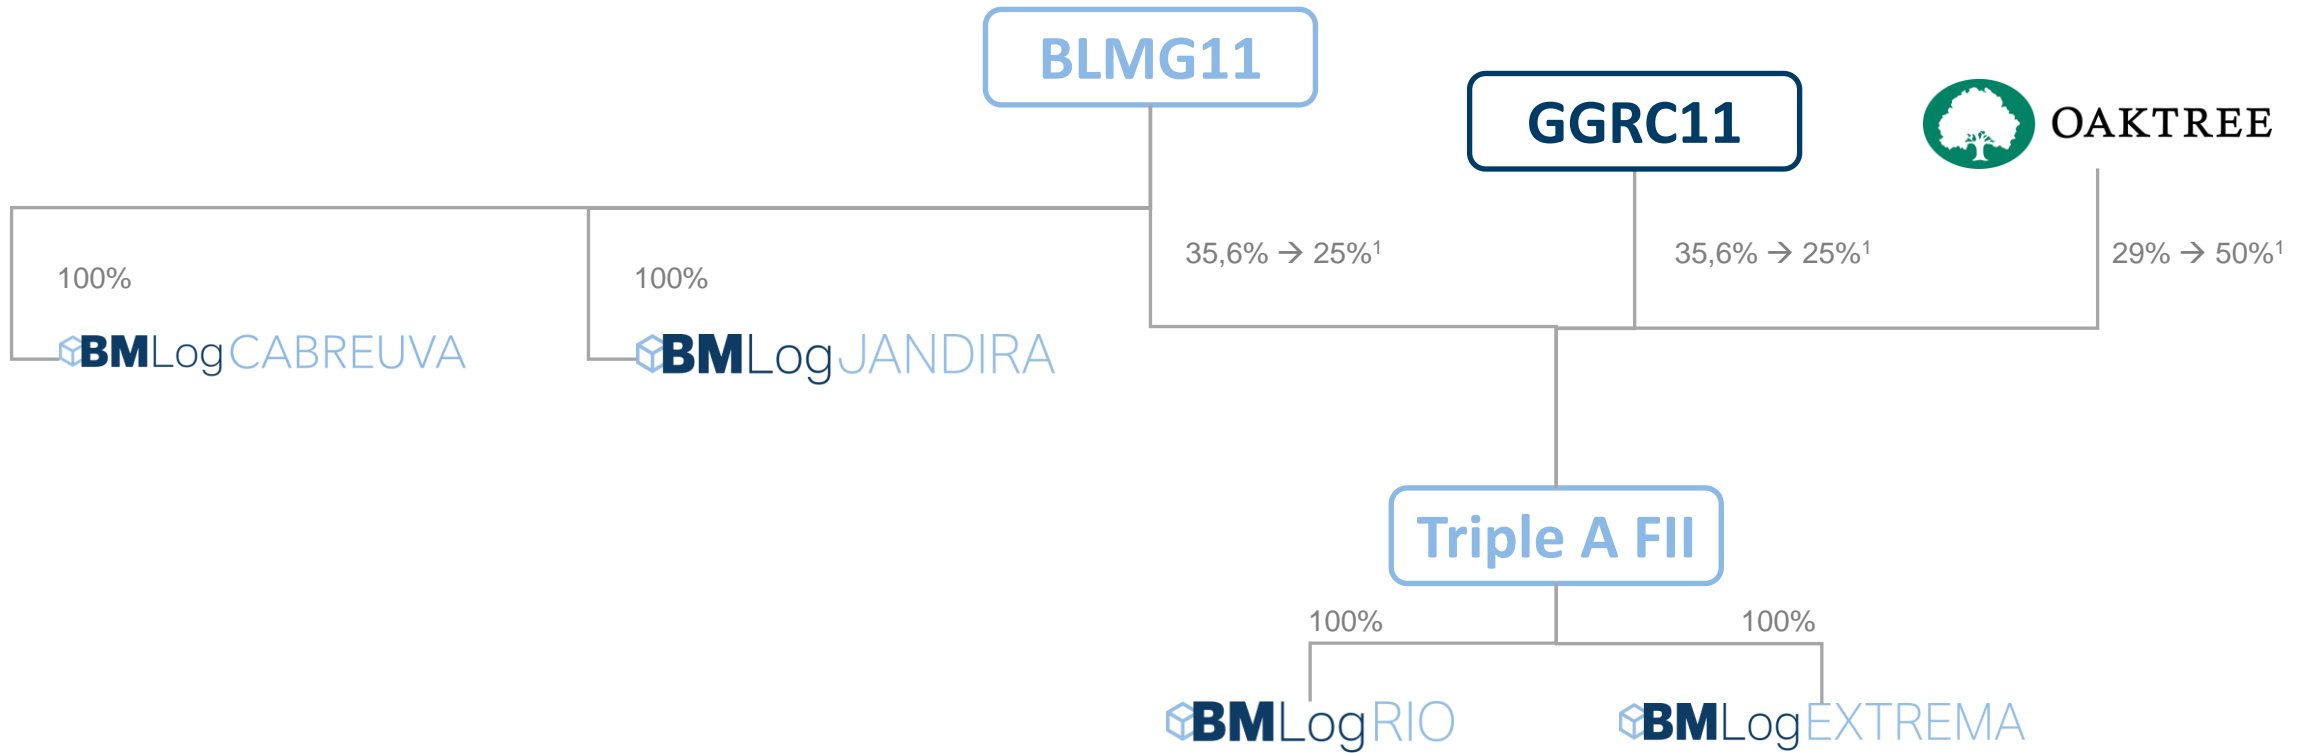 BLMG11
GGRC11
OAKTREE
35,6% → 25%¹
35,6% → 25%¹
29% → 50%¹
100%
100%
BMLogCABREUVA
BMLogJANDIRA
Triple A FII
100%
100%
BMLogRIO
BMLogEXTREMA